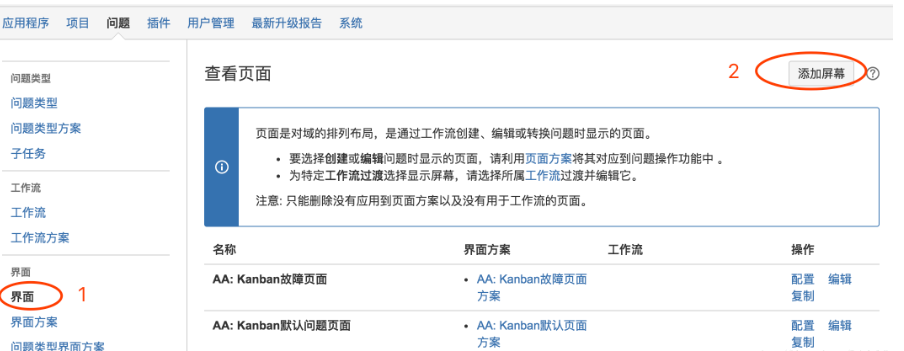 应用程序 项目 问题 插件 用户管理 最新升级报告 系统
问题类型
问题类型
问题类型方案
子任务
工作流
工作流
工作流方案
界面
界面 1
界面方案
问题类型界面方案
查看页面
2 添加屏幕
页面是对域的排列布局，是通过工作流创建、编辑或转换问题时显示的页面。
• 要选择创建或编辑问题时显示的页面，请利用页面方案将其对应到问题操作功能中 。
• 为特定工作流过渡选择显示屏幕，请选择所属工作流过渡并编辑它。
注意: 只能删除没有应用到页面方案以及没有用于工作流的页面。
名称 界面方案 工作流 操作
AA: Kanban故障页面 • AA: Kanban故障页面 配置 编辑
方案 复制
AA: Kanban默认问题页面 • AA: Kanban默认页面 配置 编辑
方案 复制